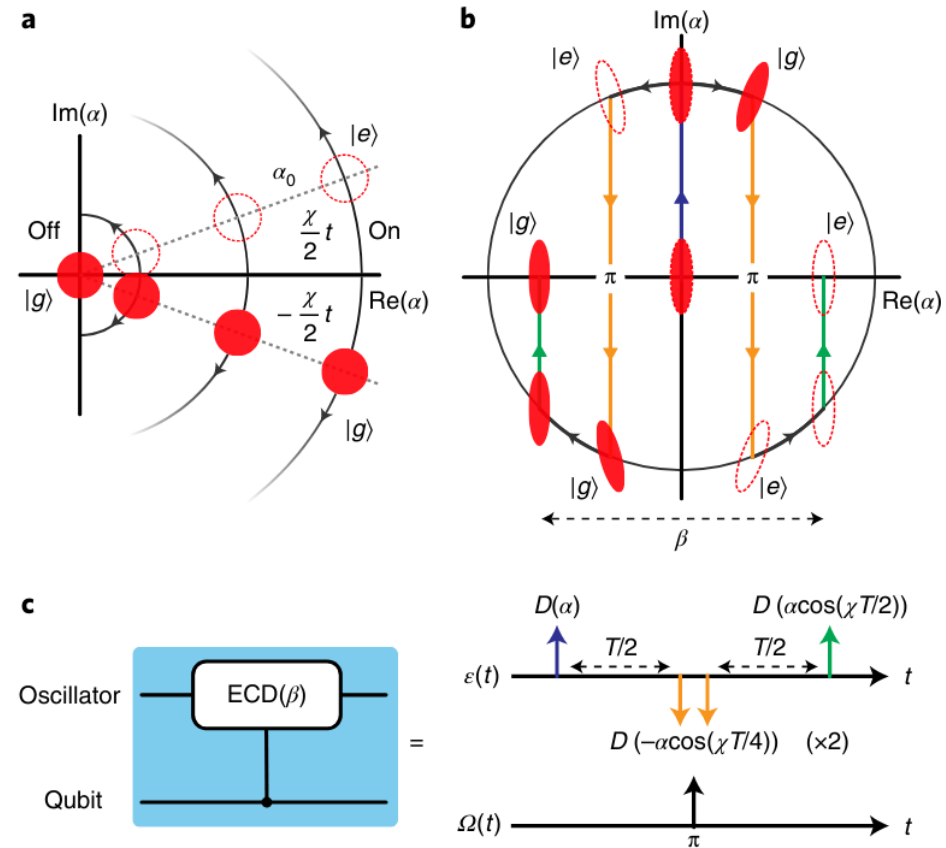 a
Im(α)
|e⟩
α₀
Off
χ/2 t
On
|g⟩
Re(α)
−χ/2 t
|g⟩
b
Im(α)
|e⟩
|g⟩
|g⟩
|e⟩
π
π
Re(α)
|g⟩
|e⟩
β
c
Oscillator
ECD(β)
Qubit
=
D(α)
D (αcos(χT/2))
T/2
T/2
ε(t)
t
D (−αcos(χT/4)) (×2)
Ω(t)
t
π